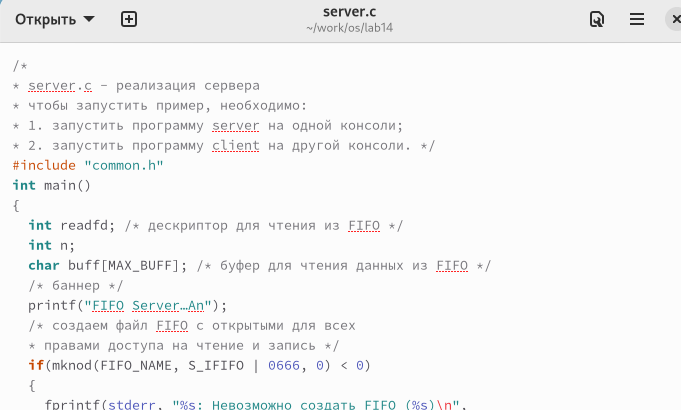 Открыть
server.c
~/work/os/lab14
/*
* server.c - реализация сервера
* чтобы запустить пример, необходимо:
* 1. запустить программу server на одной консоли;
* 2. запустить программу client на другой консоли. */
#include "common.h"
int main()
{
int readfd; /* дескриптор для чтения из FIFO */
int n;
char buff[MAX_BUFF]; /* буфер для чтения данных из FIFO */
/* баннер */
printf("FIFO Server…An");
/* создаем файл FIFO с открытыми для всех
* правами доступа на чтение и запись */
if(mknod(FIFO_NAME, S_IFIFO | 0666, 0) < 0)
{
fprintf(stderr, "%s: Невозможно создать FIFO (%s)\n",